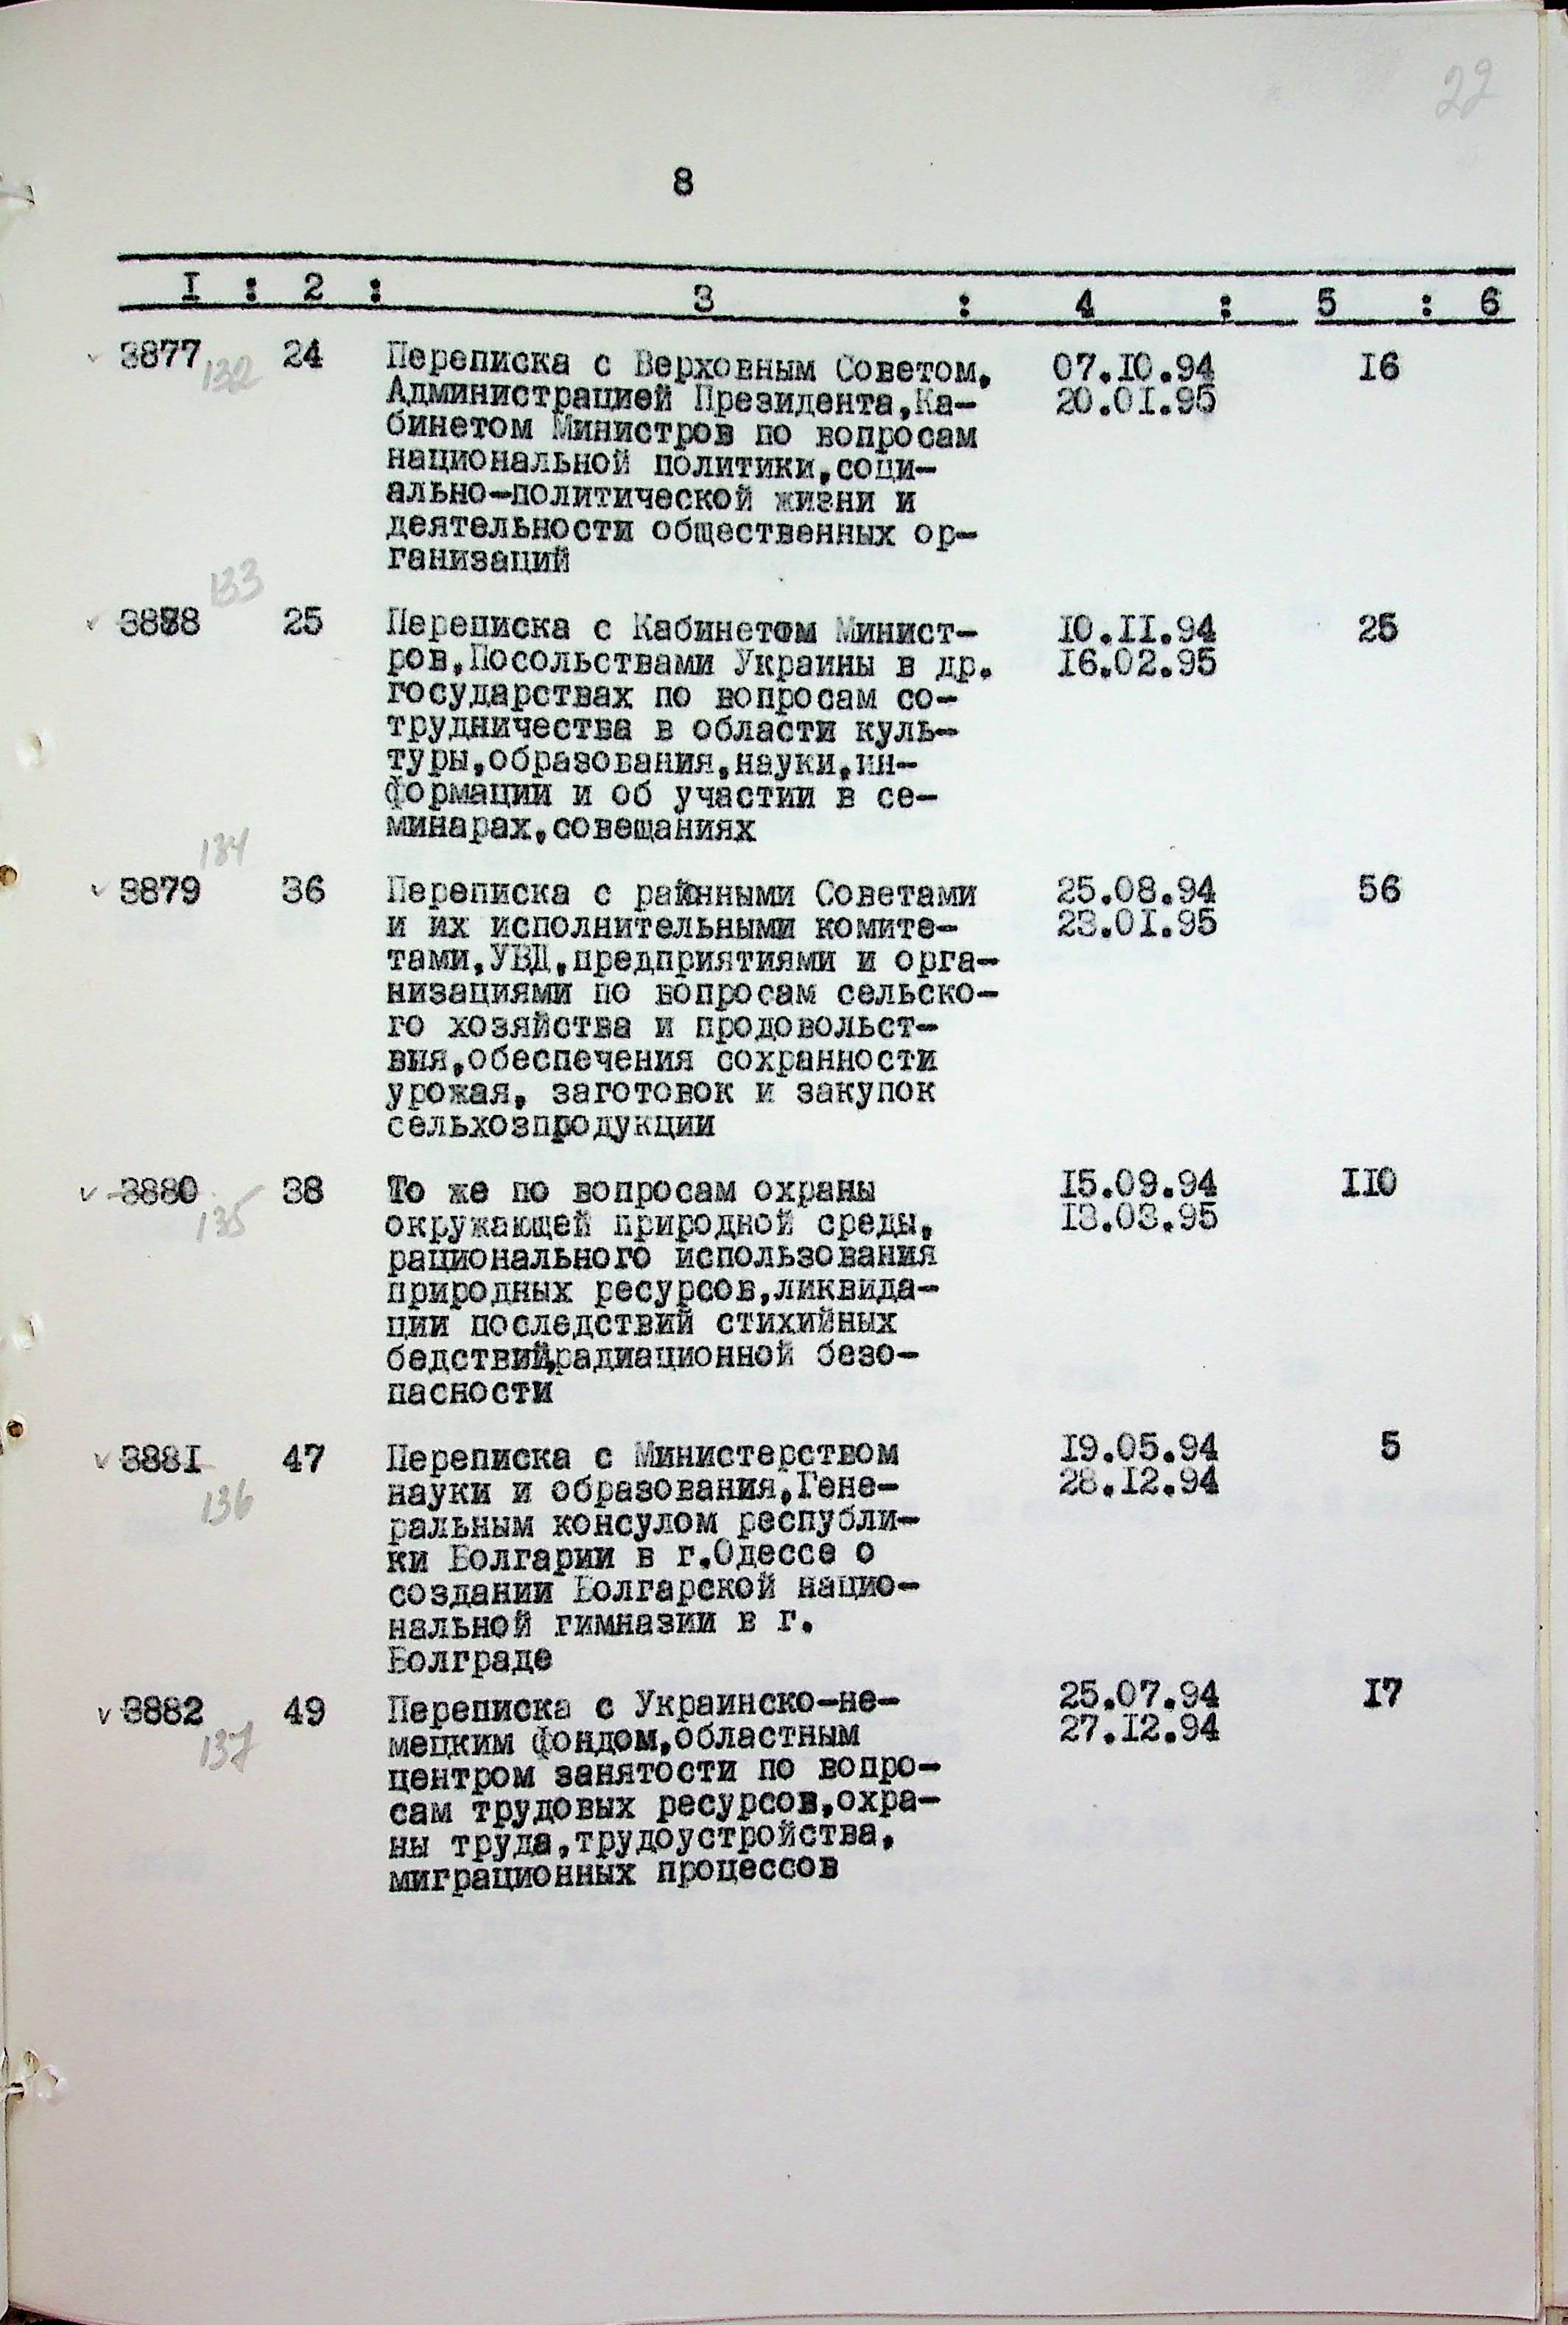 22
8
I : 2 : 3 : 4 : 5 : 6
3877 132 24 Переписка с Верховным Советом, 07.10.94 16
Администрацией Президента,Ка- 20.01.95
бинетом Министров по вопросам
национальной политики,соци-
ально-политической жизни и
деятельности общественных ор-
ганизаций
133
3878 25 Переписка с Кабинетом Минист- 10.11.94 25
ров,Посольствами Украины в др. 16.02.95
государствах по вопросам со-
трудничества в области куль-
туры,образования,науки,ин-
формации и об участии в се-
минарах,совещаниях
134
3879 36 Переписка с районными Советами 25.08.94 56
и их исполнительными комите- 23.01.95
тами,УВД,предприятиями и орга-
низациями по вопросам сельско-
го хозяйства и продовольст-
вия,обеспечения сохранности
урожая, заготовок и закупок
сельхозпродукции
3880 38 То же по вопросам охраны 15.09.94 110
135 окружающей природной среды, 13.03.95
рационального использования
природных ресурсов,ликвида-
ции последствий стихийных
бедствий,радиационной безо-
пасности
3881 47 Переписка с Министерством 19.05.94 5
136 науки и образования,Гене- 28.12.94
ральным консулом республи-
ки Болгарии в г.Одессе о
создании Болгарской нацио-
нальной гимназии в г.
Болграде
3882 49 Переписка с Украинско-не- 25.07.94 17
137 мецким фондом,областным 27.12.94
центром занятости по вопро-
сам трудовых ресурсов,охра-
ны труда,трудоустройства,
миграционных процессов